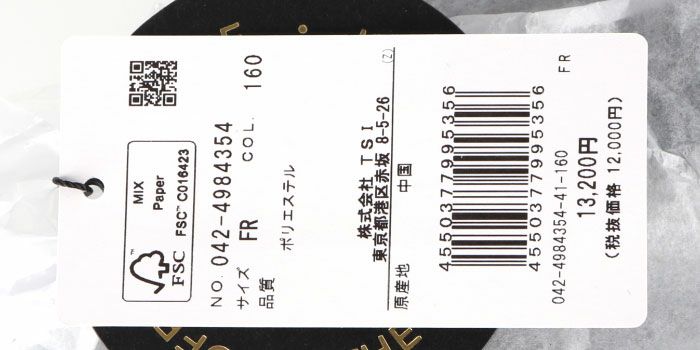 MIX
Paper
FSC™ C016423
FSC
NO. 042-4984354
COL. 160
サイズ FR
品質
ポリエステル
株式会社 TSI
東京都港区赤坂 8-5-26
(Z)
原産地 中国
4550377995356
4550377995356
042-4984354-41-160
FR
13,200円
(税抜価格 12,000円)